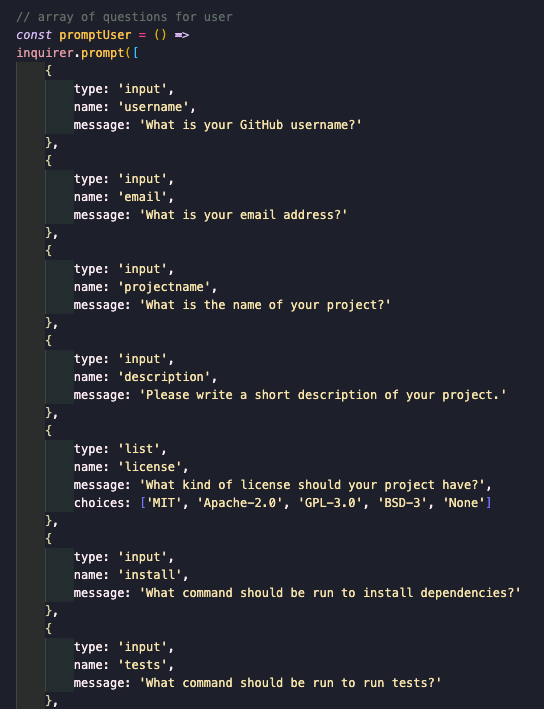 // array of questions for user
const promptUser = () =>
inquirer.prompt([
    {
        type: 'input',
        name: 'username',
        message: 'What is your GitHub username?'
    },
    {
        type: 'input',
        name: 'email',
        message: 'What is your email address?'
    },
    {
        type: 'input',
        name: 'projectname',
        message: 'What is the name of your project?'
    },
    {
        type: 'input',
        name: 'description',
        message: 'Please write a short description of your project.'
    },
    {
        type: 'list',
        name: 'license',
        message: 'What kind of license should your project have?',
        choices: ['MIT', 'Apache-2.0', 'GPL-3.0', 'BSD-3', 'None']
    },
    {
        type: 'input',
        name: 'install',
        message: 'What command should be run to install dependencies?'
    },
    {
        type: 'input',
        name: 'tests',
        message: 'What command should be run to run tests?'
    },